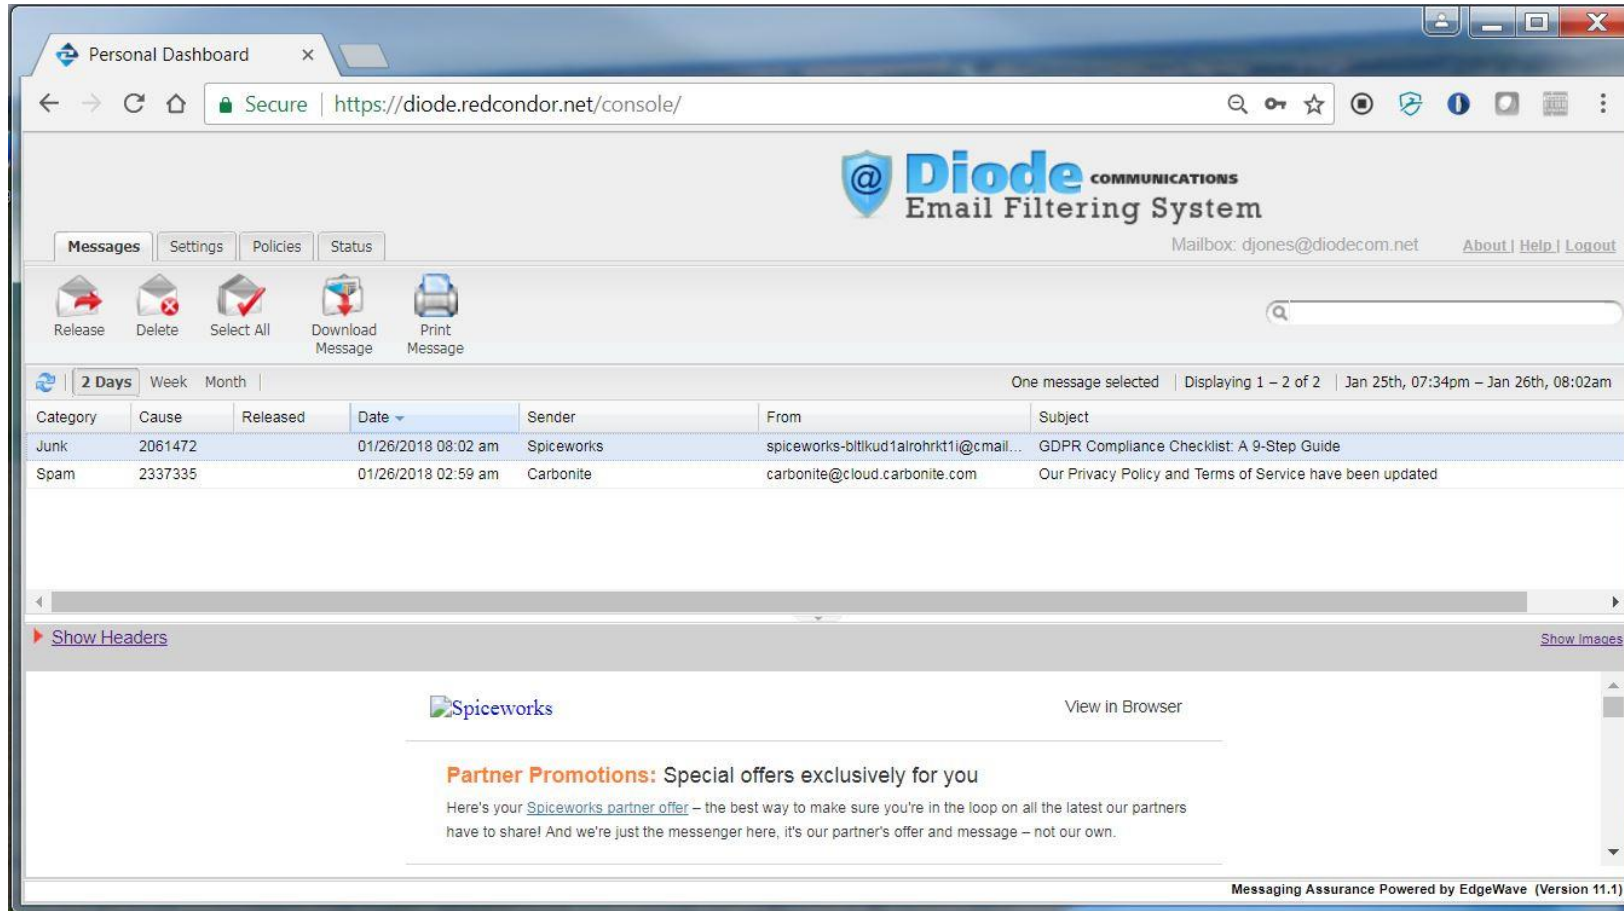 Personal Dashboard
Secure | https://diode.redcondor.net/console/
@ Diode COMMUNICATIONS
Email Filtering System
Messages Settings Policies Status Mailbox: djones@diodecom.net About | Help | Logout
Release Delete Select All Download Message Print Message
2 Days Week Month One message selected Displaying 1 – 2 of 2 Jan 25th, 07:34pm – Jan 26th, 08:02am
Category Cause Released Date Sender From Subject
Junk 2061472 01/26/2018 08:02 am Spiceworks GDPR Compliance Checklist: A 9-Step Guide
Spam 2337335 01/26/2018 02:59 am Carbonite carbonite@cloud.carbonite.com Our Privacy Policy and Terms of Service have been updated
Show Headers Show Images
Spiceworks View in Browser
Partner Promotions: Special offers exclusively for you
Here's your Spiceworks partner offer – the best way to make sure you're in the loop on all the latest our partners
have to share! And we're just the messenger here, it's our partner's offer and message – not our own.
Messaging Assurance Powered by EdgeWave (Version 11.1)